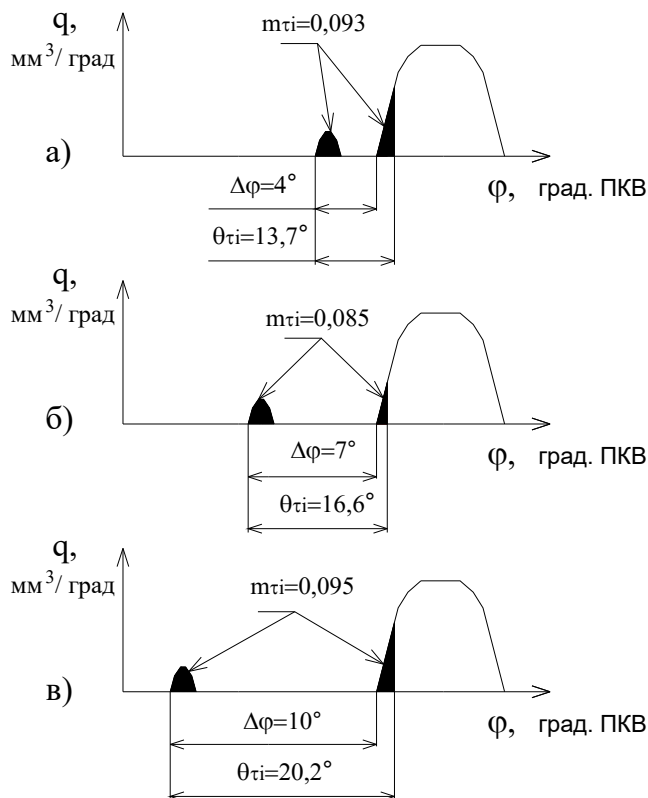 q,
мм³/ град
mτi=0,093
а)
Δφ=4°
φ, град. ПКВ
θτi=13,7°
q,
мм³/ град
mτi=0,085
б)
Δφ=7°
φ, град. ПКВ
θτi=16,6°
q,
мм³/ град
mτi=0,095
в)
Δφ=10°
φ, град. ПКВ
θτi=20,2°